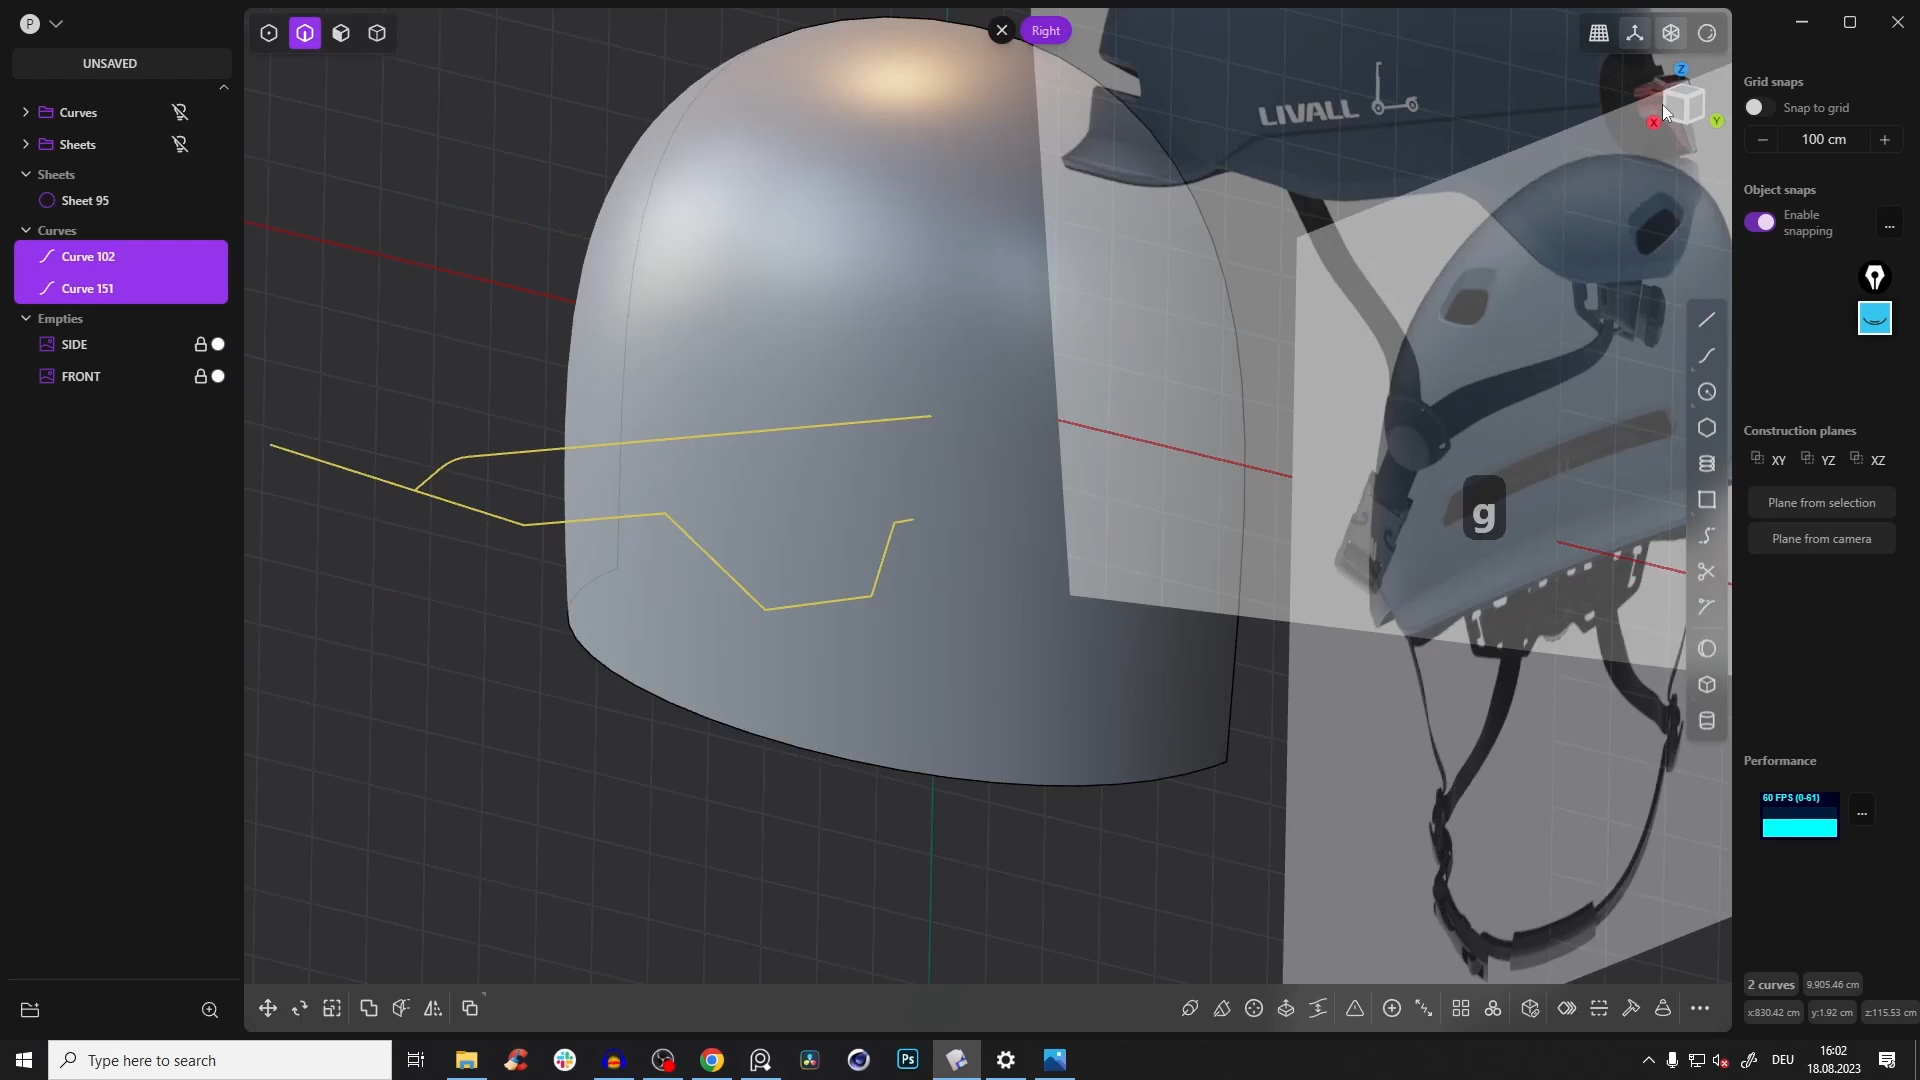 P
UNSAVED
Curves
Sheets
Sheets
Sheet 95
Curves
Curve 102
Curve 151
Empties
SIDE
FRONT
Right
LIVALL
Z
X
Y
g
Grid snaps
Snap to grid
100 cm
Object snaps
Enable
snapping
...
Construction planes
XY
YZ
XZ
Plane from selection
Plane from camera
Performance
60 FPS (0-61)
...
2 curves
9,905.46 cm
x:830.42 cm
y:1.92 cm
z:115.53 cm
Type here to search
Ps
DEU
16:02
18.08.2023